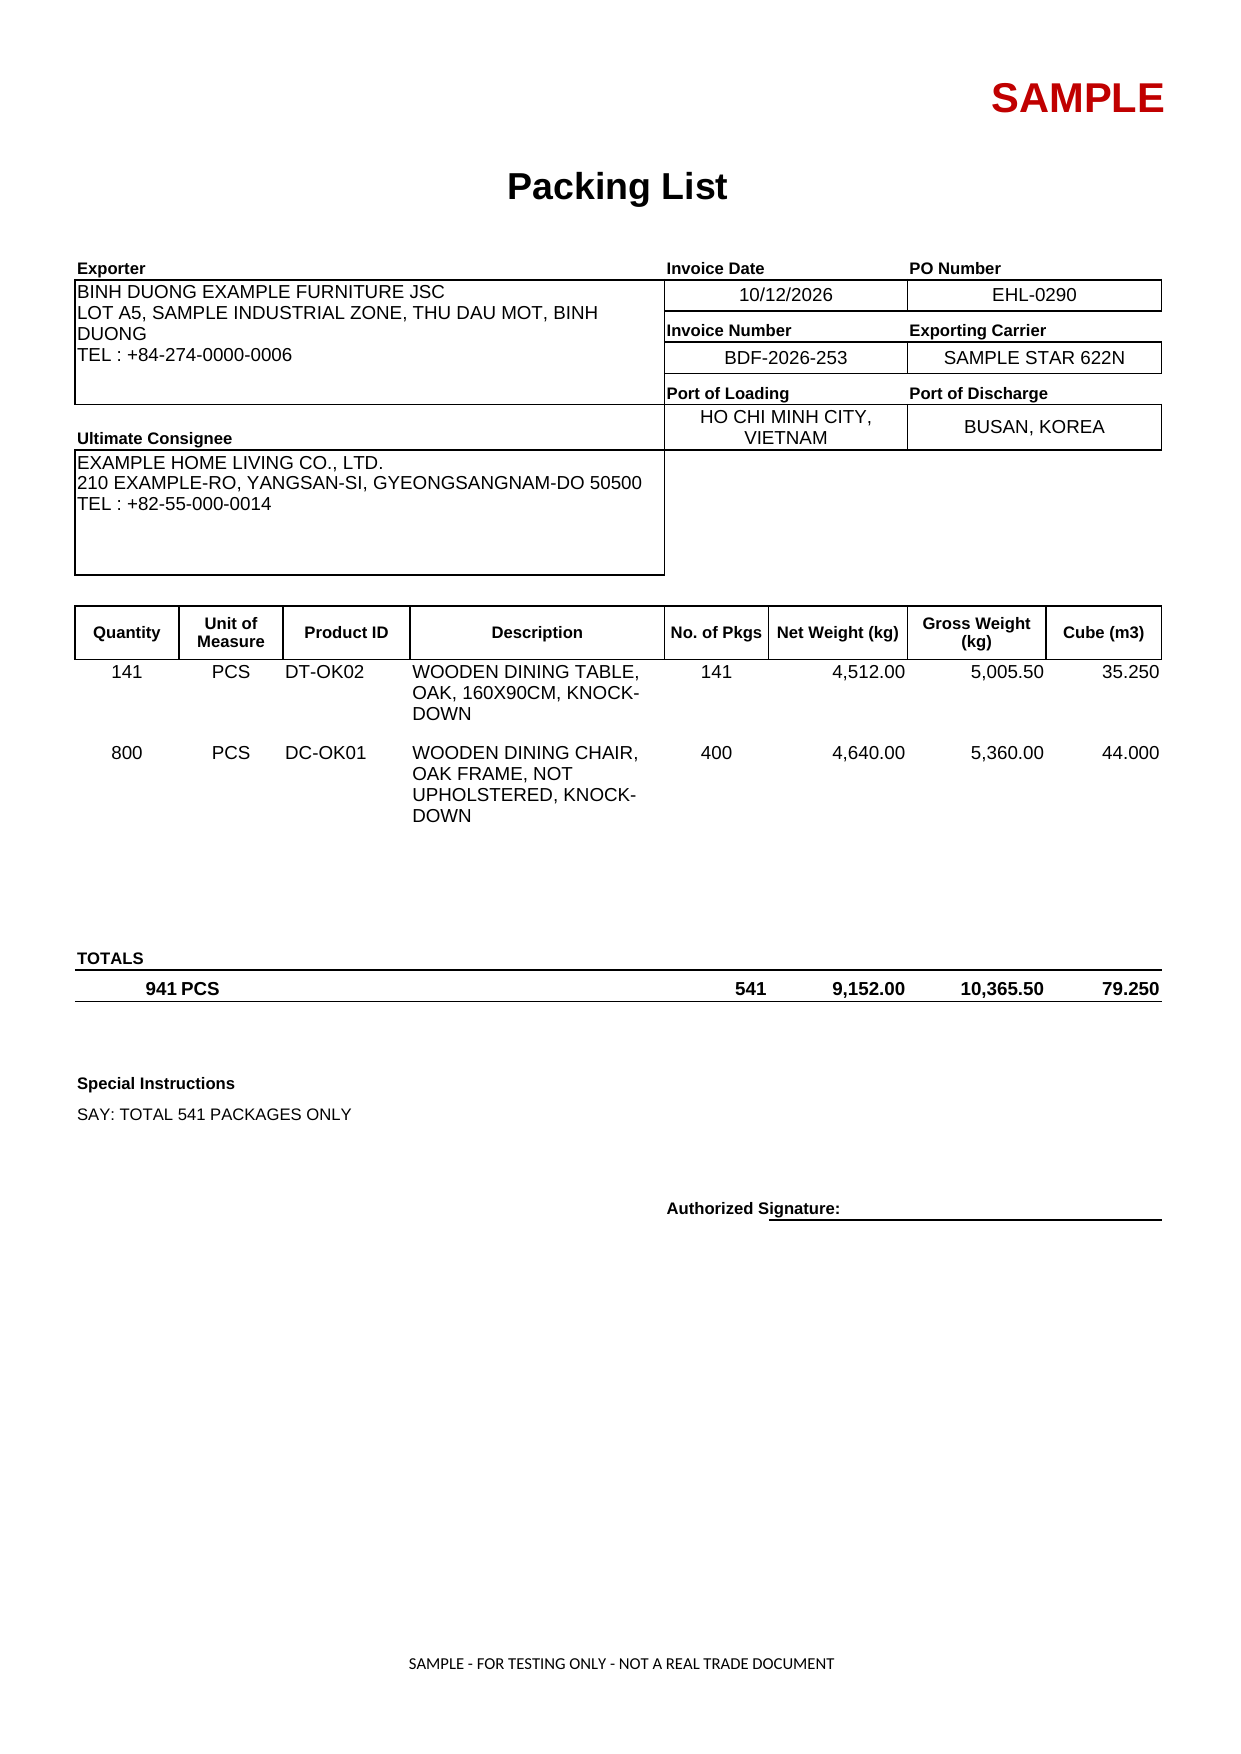 SAMPLE
Packing List
Exporter
Invoice Date
PO Number
BINH DUONG EXAMPLE FURNITURE JSC
LOT A5, SAMPLE INDUSTRIAL ZONE, THU DAU MOT, BINH
DUONG
TEL : +84-274-0000-0006
10/12/2026
EHL-0290
Invoice Number
Exporting Carrier
BDF-2026-253
SAMPLE STAR 622N
Port of Loading
Port of Discharge
HO CHI MINH CITY,
VIETNAM
BUSAN, KOREA
Ultimate Consignee
EXAMPLE HOME LIVING CO., LTD.
210 EXAMPLE-RO, YANGSAN-SI, GYEONGSANGNAM-DO 50500
TEL : +82-55-000-0014
Quantity
Unit of
Measure
Product ID
Description
No. of Pkgs
Net Weight (kg)
Gross Weight
(kg)
Cube (m3)
141 PCS DT-OK02 WOODEN DINING TABLE, 141 4,512.00 5,005.50 35.250
OAK, 160X90CM, KNOCK-
DOWN
800 PCS DC-OK01 WOODEN DINING CHAIR, 400 4,640.00 5,360.00 44.000
OAK FRAME, NOT
UPHOLSTERED, KNOCK-
DOWN
TOTALS
941 PCS 541 9,152.00 10,365.50 79.250
Special Instructions
SAY: TOTAL 541 PACKAGES ONLY
Authorized Signature:
SAMPLE - FOR TESTING ONLY - NOT A REAL TRADE DOCUMENT